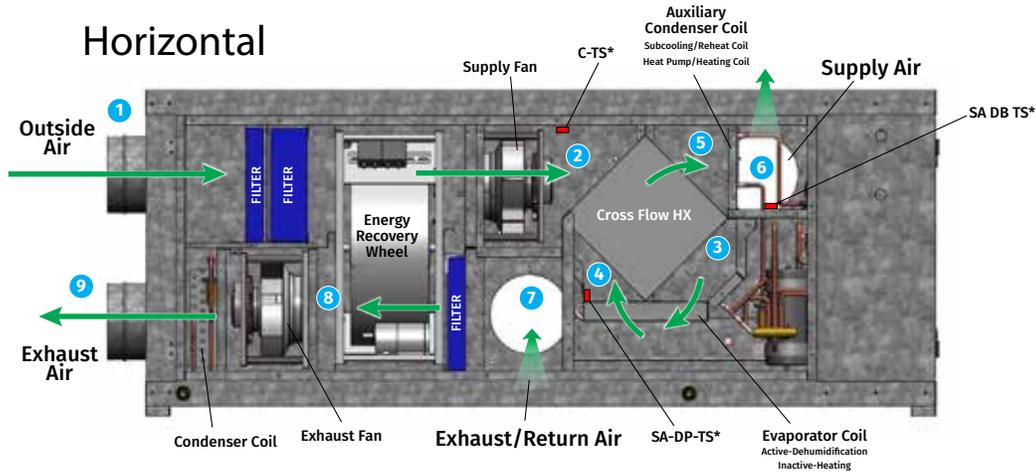 Horizontal
Auxiliary
Condenser Coil
Subcooling/Reheat Coil
Heat Pump/Heating Coil
C-TS*
Supply Fan
Supply Air
SA DB TS*
1
Outside
Air
2
5
6
FILTER
FILTER
Energy
Recovery
Wheel
Cross Flow HX
3
4
9
8
7
FILTER
Exhaust
Air
Condenser Coil
Exhaust Fan
Exhaust/Return Air
SA-DP-TS*
Evaporator Coil
Active-Dehumidification
Inactive-Heating